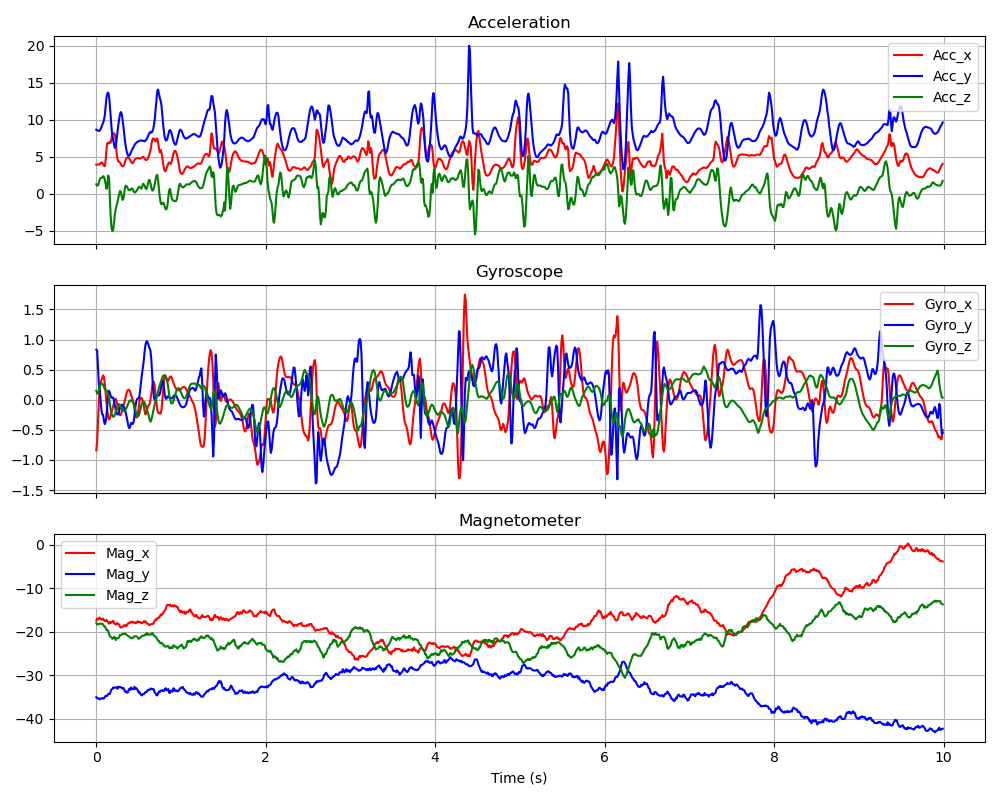 Acceleration
20
15
10
5
0
−5
Acc_x
Acc_y
Acc_z
Gyroscope
1.5
1.0
0.5
0.0
−0.5
−1.0
−1.5
Gyro_x
Gyro_y
Gyro_z
Magnetometer
0
−10
−20
−30
−40
Mag_x
Mag_y
Mag_z
0 2 4 6 8 10
Time (s)